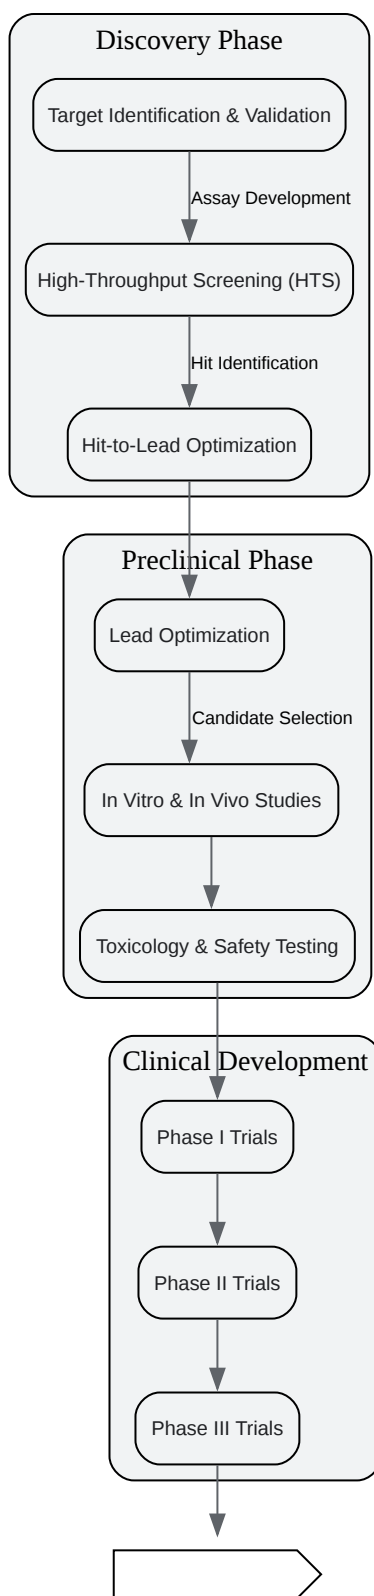 Discovery Phase
Target Identification & Validation
Assay Development
High-Throughput Screening (HTS)
Hit Identification
Hit-to-Lead Optimization
Preclinical Phase
Lead Optimization
Candidate Selection
In Vitro & In Vivo Studies
Toxicology & Safety Testing
Clinical Development
Phase I Trials
Phase II Trials
Phase III Trials